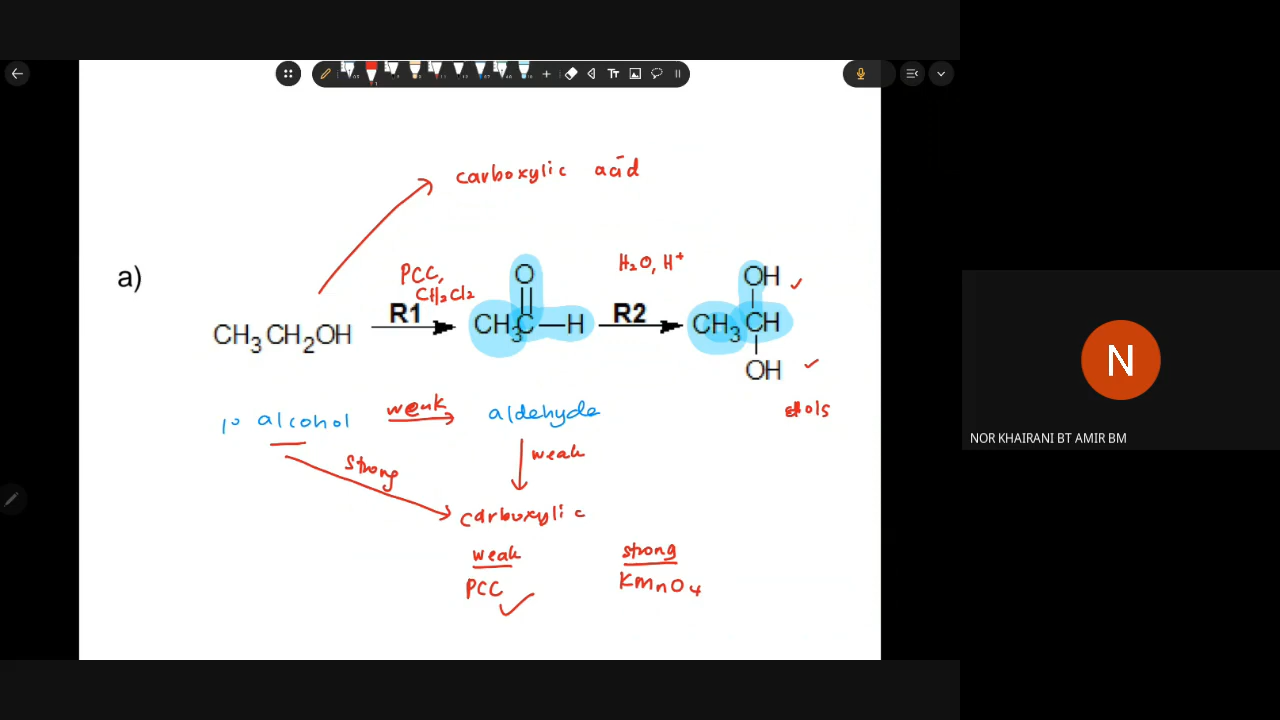 carboxylic acid
a)
PCC,
CH2Cl2
H2O, H+
R1
R2
CH3CH2OH
O
CH3C—H
OH
CH3CH
OH
1° alcohol
weak
aldehyde
strong
weak
carboxylic
weak
strong
PCC
KMnO4
Tт
N
NOR KHAIRANI BT AMIR BM